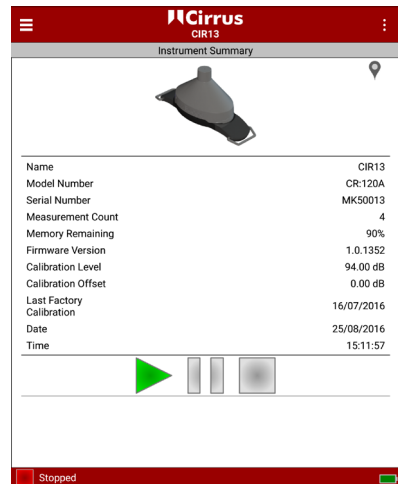 Cirrus
CIR13
Instrument Summary
Name CIR13
Model Number CR:120A
Serial Number MK50013
Measurement Count 4
Memory Remaining 90%
Firmware Version 1.0.1352
Calibration Level 94.00 dB
Calibration Offset 0.00 dB
Last Factory
Calibration 16/07/2016
Date 25/08/2016
Time 15:11:57
Stopped